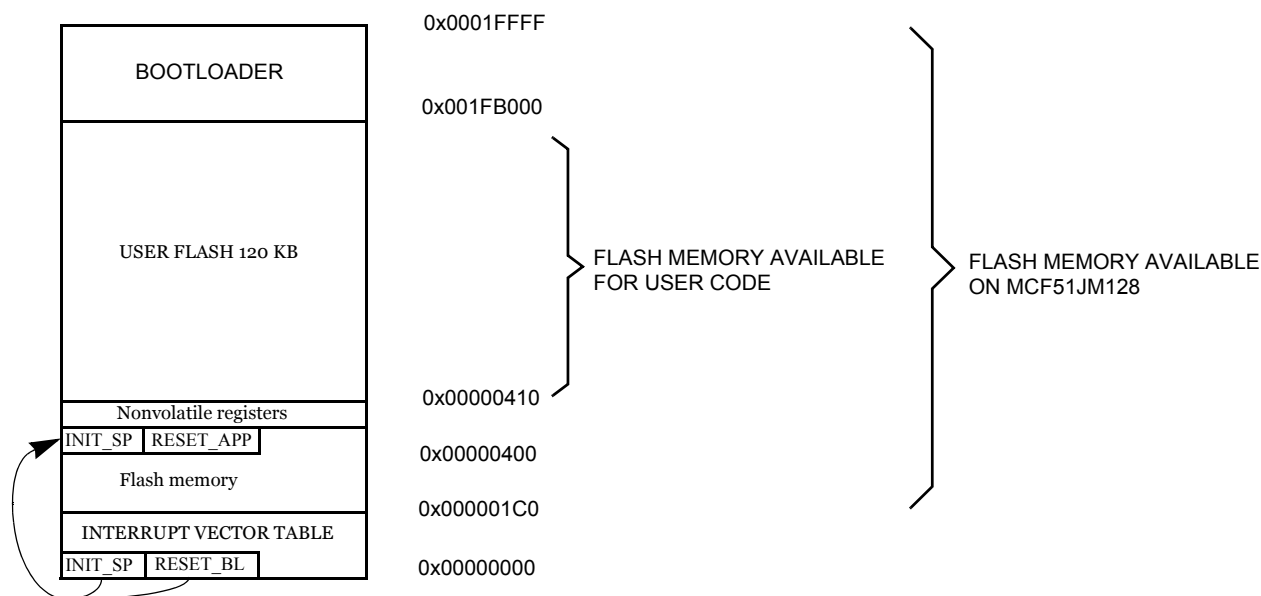 0x0001FFFF
BOOTLOADER
0x001FB000
USER FLASH 120 KB
FLASH MEMORY AVAILABLE
FOR USER CODE
FLASH MEMORY AVAILABLE
ON MCF51JM128
0x00000410
Nonvolatile registers
INIT_SP RESET_APP
0x00000400
Flash memory
0x000001C0
INTERRUPT VECTOR TABLE
INIT_SP RESET_BL
0x00000000